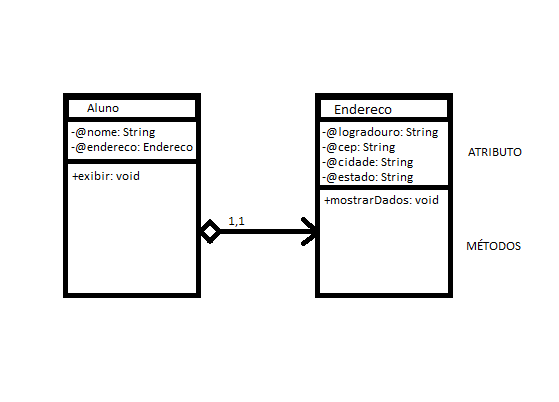 Aluno
-@nome: String
-@endereco: Endereco
+exibir: void
1,1
Endereco
-@logradouro: String
-@cep: String
-@cidade: String
-@estado: String
+mostrarDados: void
ATRIBUTO
MÉTODOS